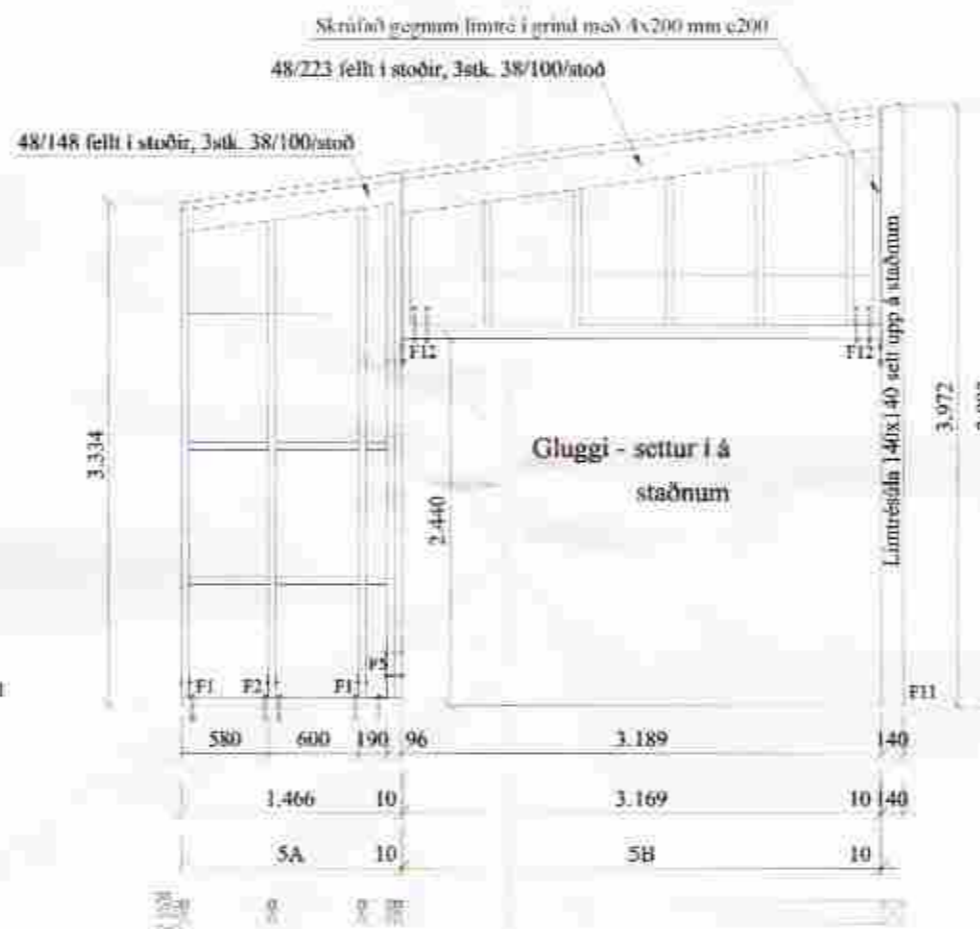 Skrúfað gegnum límtré í grind með 4x200 mm c200
48/223 fellt í stoðir, 3stk. 38/100/stoð
48/148 fellt í stoðir, 3stk. 38/100/stoð
F12
F12
3.334
2.440
Gluggi - settur í á
staðnum
Límtrésúla 140x140 sett upp á staðnum
3.972
F5
F1
F2
F1
F11
580
600
190
96
3.189
140
1.466
10
3.169
10
140
5A
10
5B
10